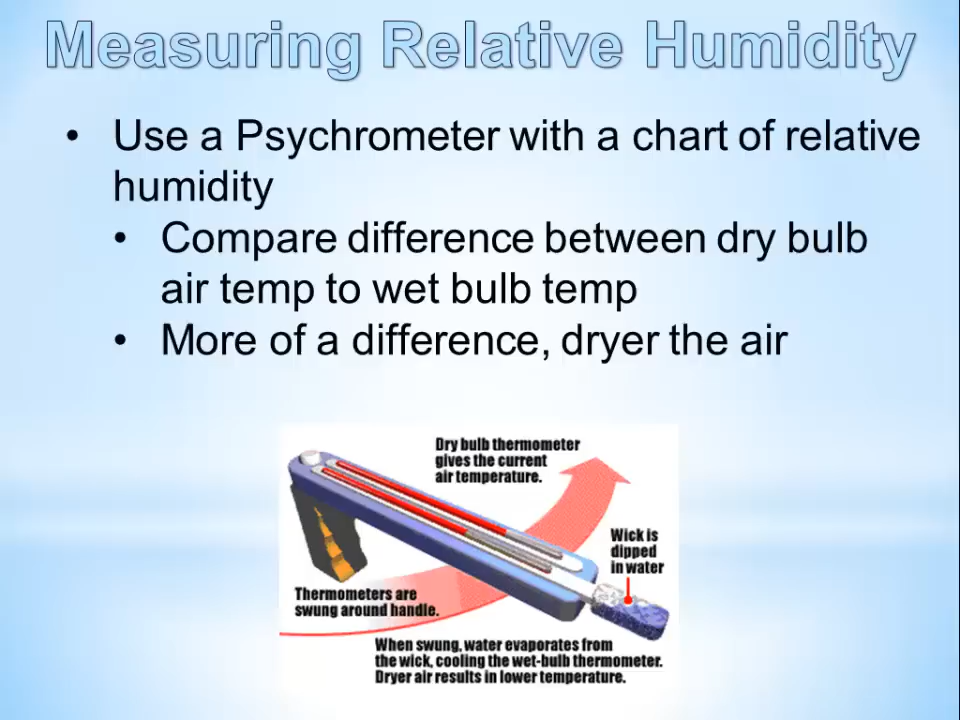 Measuring Relative Humidity
• Use a Psychrometer with a chart of relative
humidity
• Compare difference between dry bulb
air temp to wet bulb temp
• More of a difference, dryer the air
Dry bulb thermometer
gives the current
air temperature.
Wick is
dipped
in water
Thermometers are
swung around handle.
When swung, water evaporates from
the wick, cooling the wet-bulb thermometer.
Dryer air results in lower temperature.